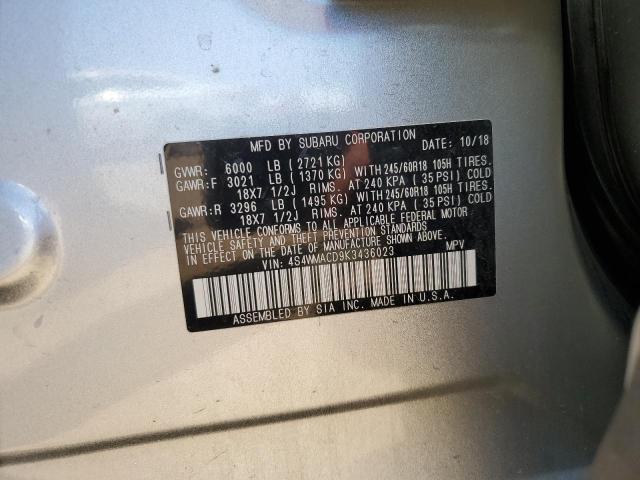 MFD BY SUBARU CORPORATION DATE: 10/18
GVWR: 6000 LB (2721 KG)
GAWR:F 3021 LB (1370 KG) WITH 245/60R18 105H TIRES.
18X7 1/2J RIMS. AT 240 KPA (35 PSI) COLD
GAWR:R 3296 LB (1495 KG) WITH 245/60R18 105H TIRES.
18X7 1/2J RIMS. AT 240 KPA (35 PSI) COLD
THIS VEHICLE CONFORMS TO ALL APPLICABLE FEDERAL MOTOR
VEHICLE SAFETY AND THEFT PREVENTION STANDARDS
IN EFFECT ON THE DATE OF MANUFACTURE SHOWN ABOVE.
VIN: 4S4WMACD9K3436023 MPV
ASSEMBLED BY SIA INC. MADE IN U.S.A.